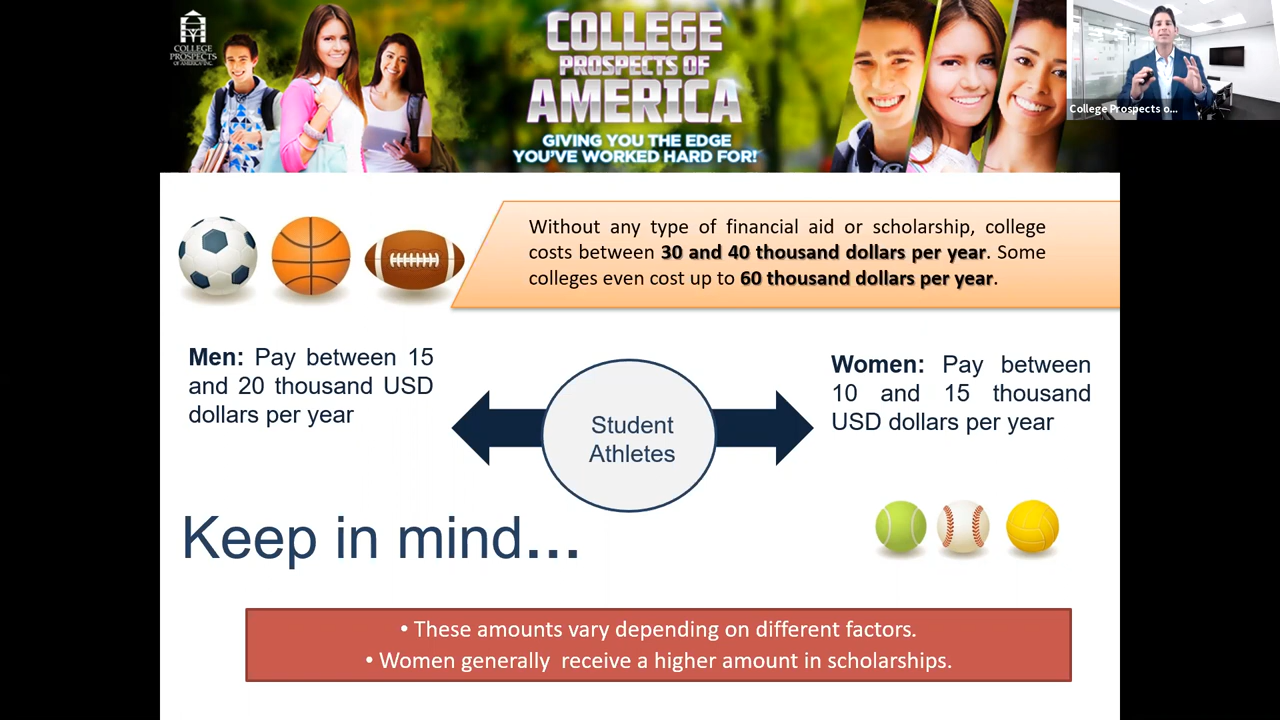 COLLEGE
PROSPECTS
OF AMERICA INC.
COLLEGE
PROSPECTS OF
AMERICA
GIVING YOU THE EDGE
YOU'VE WORKED HARD FOR!
College Prospects o...
Without any type of financial aid or scholarship, college
costs between 30 and 40 thousand dollars per year. Some
colleges even cost up to 60 thousand dollars per year.
Men: Pay between 15
and 20 thousand USD
dollars per year
Student
Athletes
Women: Pay between
10 and 15 thousand
USD dollars per year
Keep in mind...
• These amounts vary depending on different factors.
• Women generally receive a higher amount in scholarships.